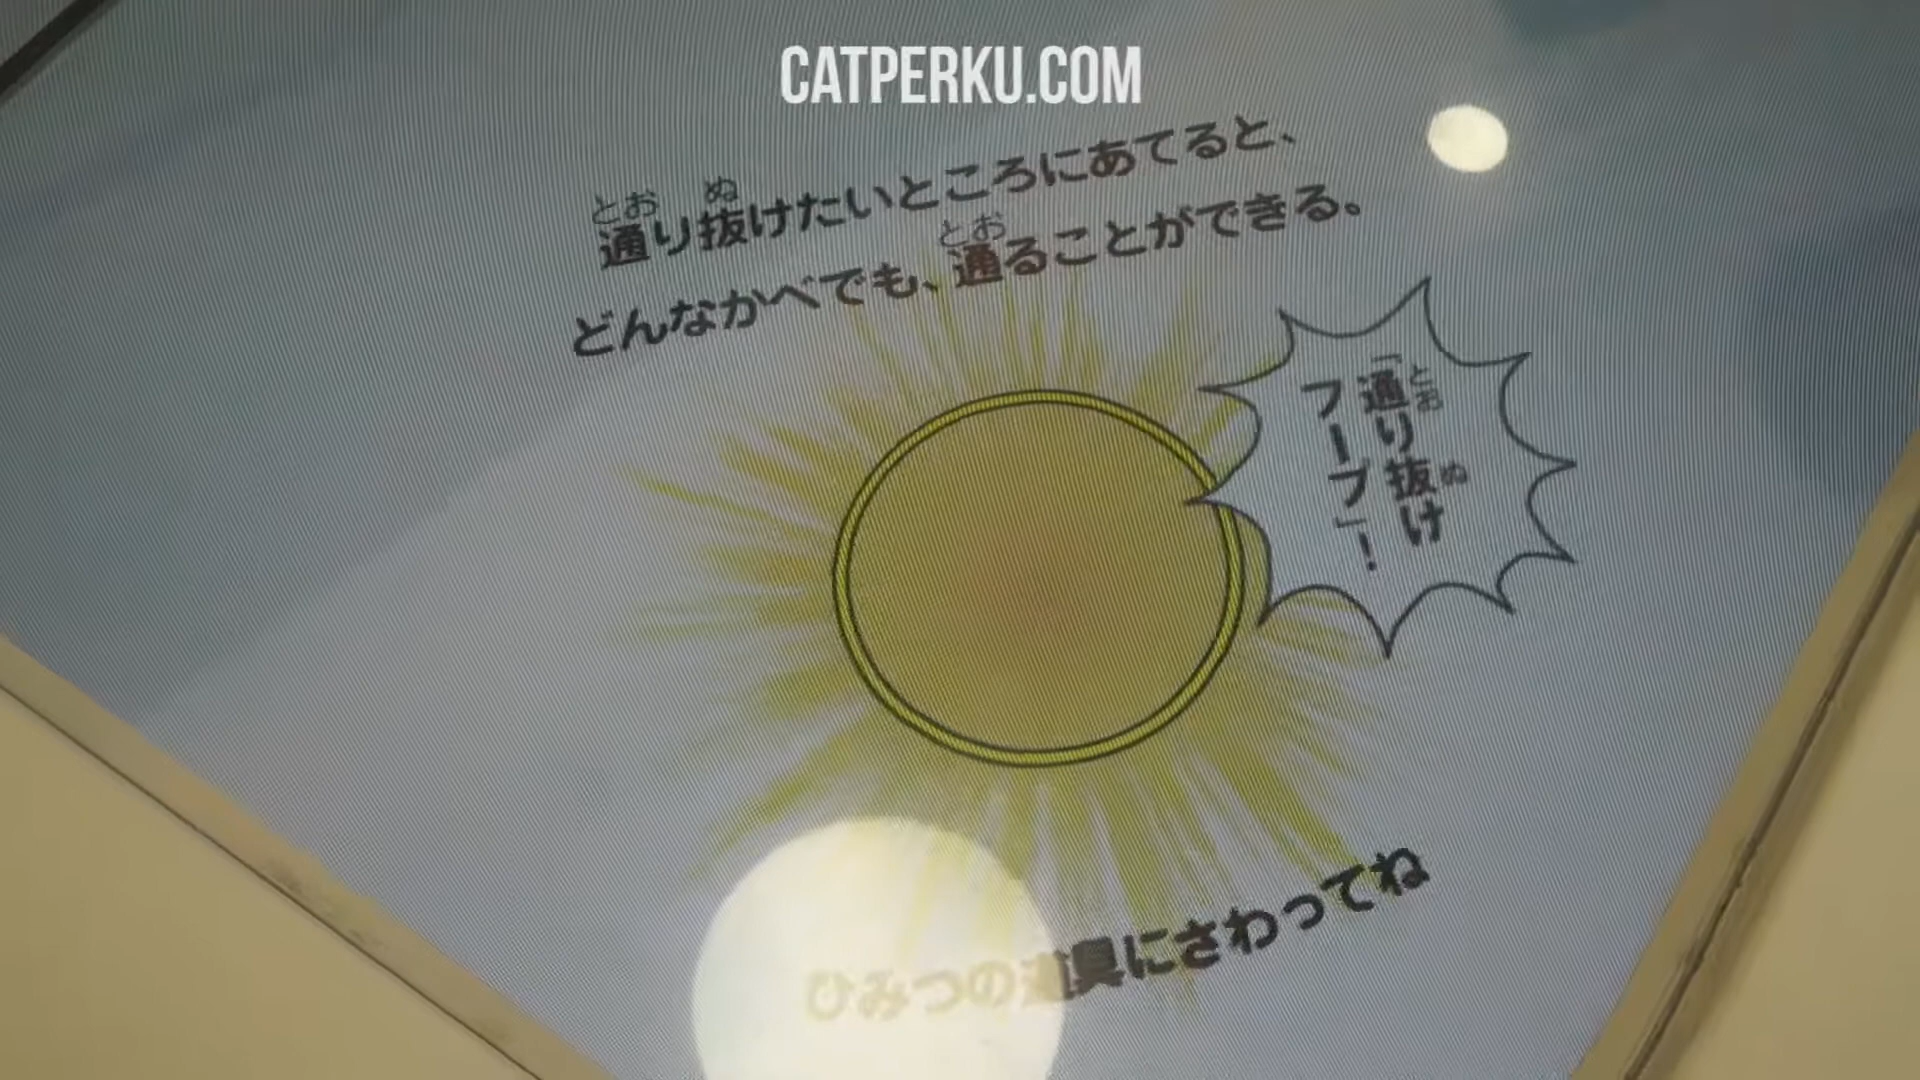 CATPERKU.COM
通り抜けたいところにあてると、
どんなかべでも、通ることができる。
「通り抜け
フープ」!
ひみつの道具にさわってね